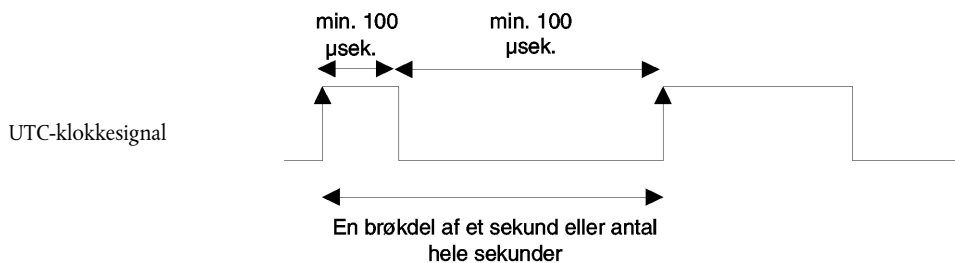 min. 100
µsek.
min. 100
µsek.
UTC-klokkesignal
En brøkdel af et sekund eller antal
hele sekunder